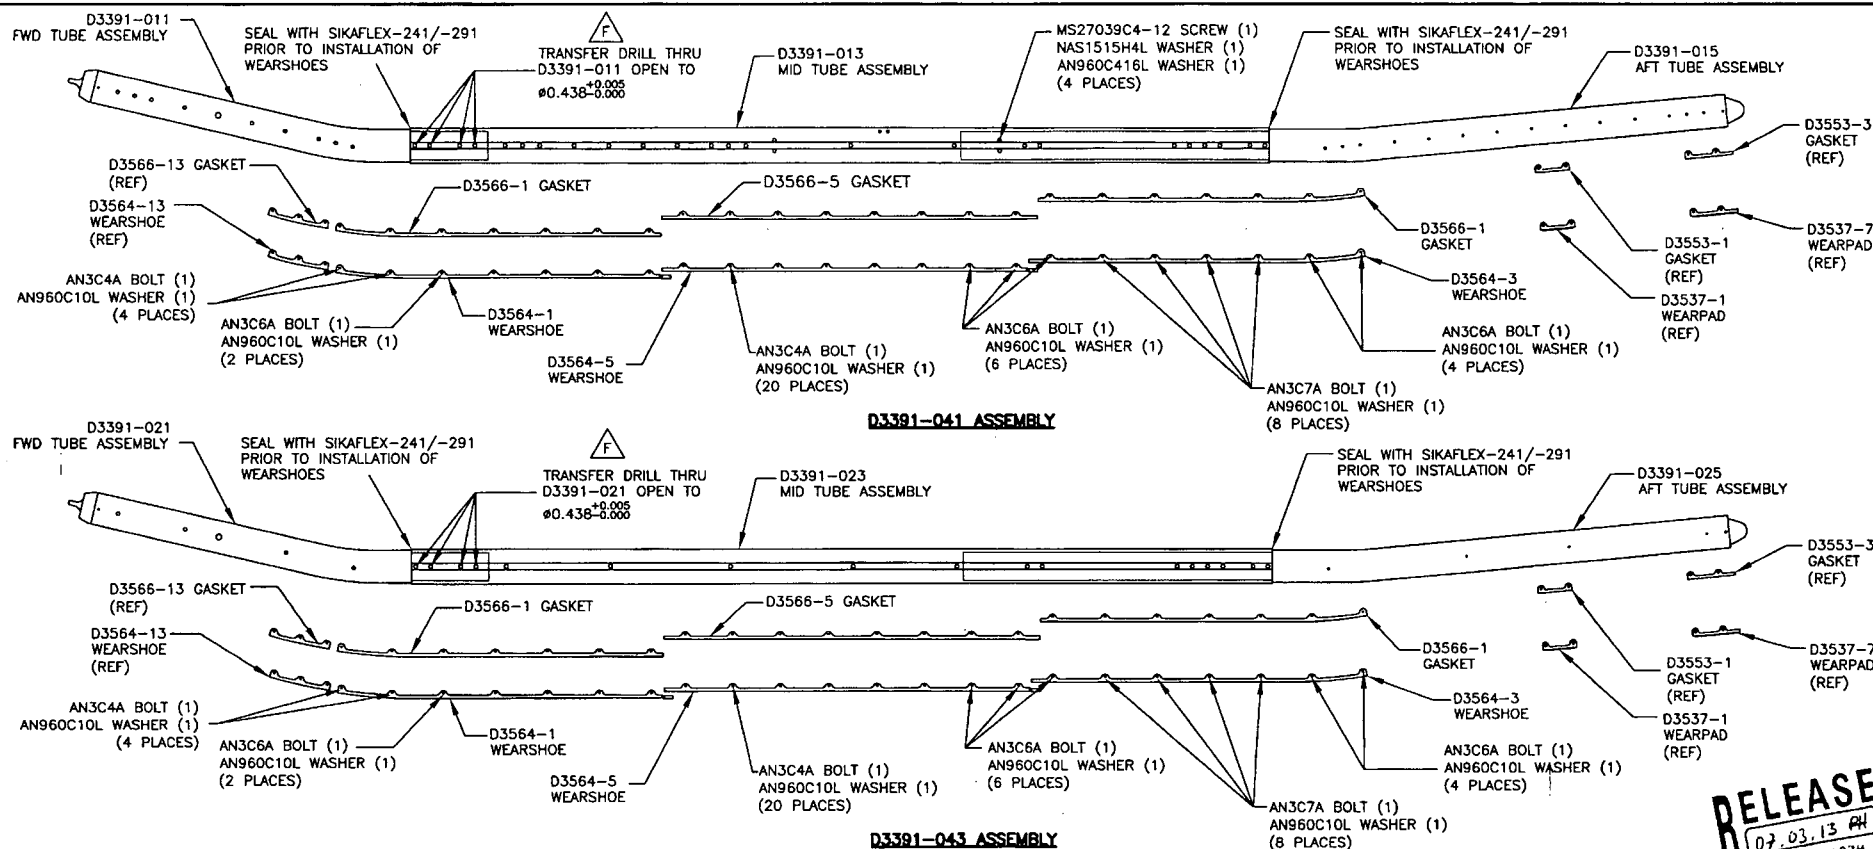 D3391-011
FWD TUBE ASSEMBLY
SEAL WITH SIKAFLEX-241/-291
PRIOR TO INSTALLATION OF
WEARSHOES
F
TRANSFER DRILL THRU
D3391-011 OPEN TO
ø0.438 +0.005 -0.000
D3391-013
MID TUBE ASSEMBLY
MS27039C4-12 SCREW (1)
NAS1515H4L WASHER (1)
AN960C416L WASHER (1)
(4 PLACES)
SEAL WITH SIKAFLEX-241/-291
PRIOR TO INSTALLATION OF
WEARSHOES
D3391-015
AFT TUBE ASSEMBLY
D3553-3
GASKET
(REF)
D3566-13 GASKET
(REF)
D3564-13
WEARSHOE
(REF)
D3566-1 GASKET
D3566-5 GASKET
D3566-1
GASKET
D3553-1
GASKET
(REF)
D3537-7
WEARPAD
(REF)
AN3C4A BOLT (1)
AN960C10L WASHER (1)
(4 PLACES)
AN3C6A BOLT (1)
AN960C10L WASHER (1)
(2 PLACES)
D3564-1
WEARSHOE
D3564-5
WEARSHOE
AN3C4A BOLT (1)
AN960C10L WASHER (1)
(20 PLACES)
AN3C6A BOLT (1)
AN960C10L WASHER (1)
(6 PLACES)
AN3C7A BOLT (1)
AN960C10L WASHER (1)
(8 PLACES)
D3564-3
WEARSHOE
AN3C6A BOLT (1)
AN960C10L WASHER (1)
(4 PLACES)
D3537-1
WEARPAD
(REF)
D3391-041 ASSEMBLY
D3391-021
FWD TUBE ASSEMBLY
SEAL WITH SIKAFLEX-241/-291
PRIOR TO INSTALLATION OF
WEARSHOES
F
TRANSFER DRILL THRU
D3391-021 OPEN TO
ø0.438 +0.005 -0.000
D3391-023
MID TUBE ASSEMBLY
SEAL WITH SIKAFLEX-241/-291
PRIOR TO INSTALLATION OF
WEARSHOES
D3391-025
AFT TUBE ASSEMBLY
D3553-3
GASKET
(REF)
D3566-13 GASKET
(REF)
D3564-13
WEARSHOE
(REF)
D3566-1 GASKET
D3566-5 GASKET
D3566-1
GASKET
D3553-1
GASKET
(REF)
D3537-7
WEARPAD
(REF)
AN3C4A BOLT (1)
AN960C10L WASHER (1)
(4 PLACES)
AN3C6A BOLT (1)
AN960C10L WASHER (1)
(2 PLACES)
D3564-1
WEARSHOE
D3564-5
WEARSHOE
AN3C4A BOLT (1)
AN960C10L WASHER (1)
(20 PLACES)
AN3C6A BOLT (1)
AN960C10L WASHER (1)
(6 PLACES)
AN3C7A BOLT (1)
AN960C10L WASHER (1)
(8 PLACES)
D3564-3
WEARSHOE
AN3C6A BOLT (1)
AN960C10L WASHER (1)
(4 PLACES)
D3537-1
WEARPAD
(REF)
D3391-043 ASSEMBLY
RELEASE
07.03.13 PH